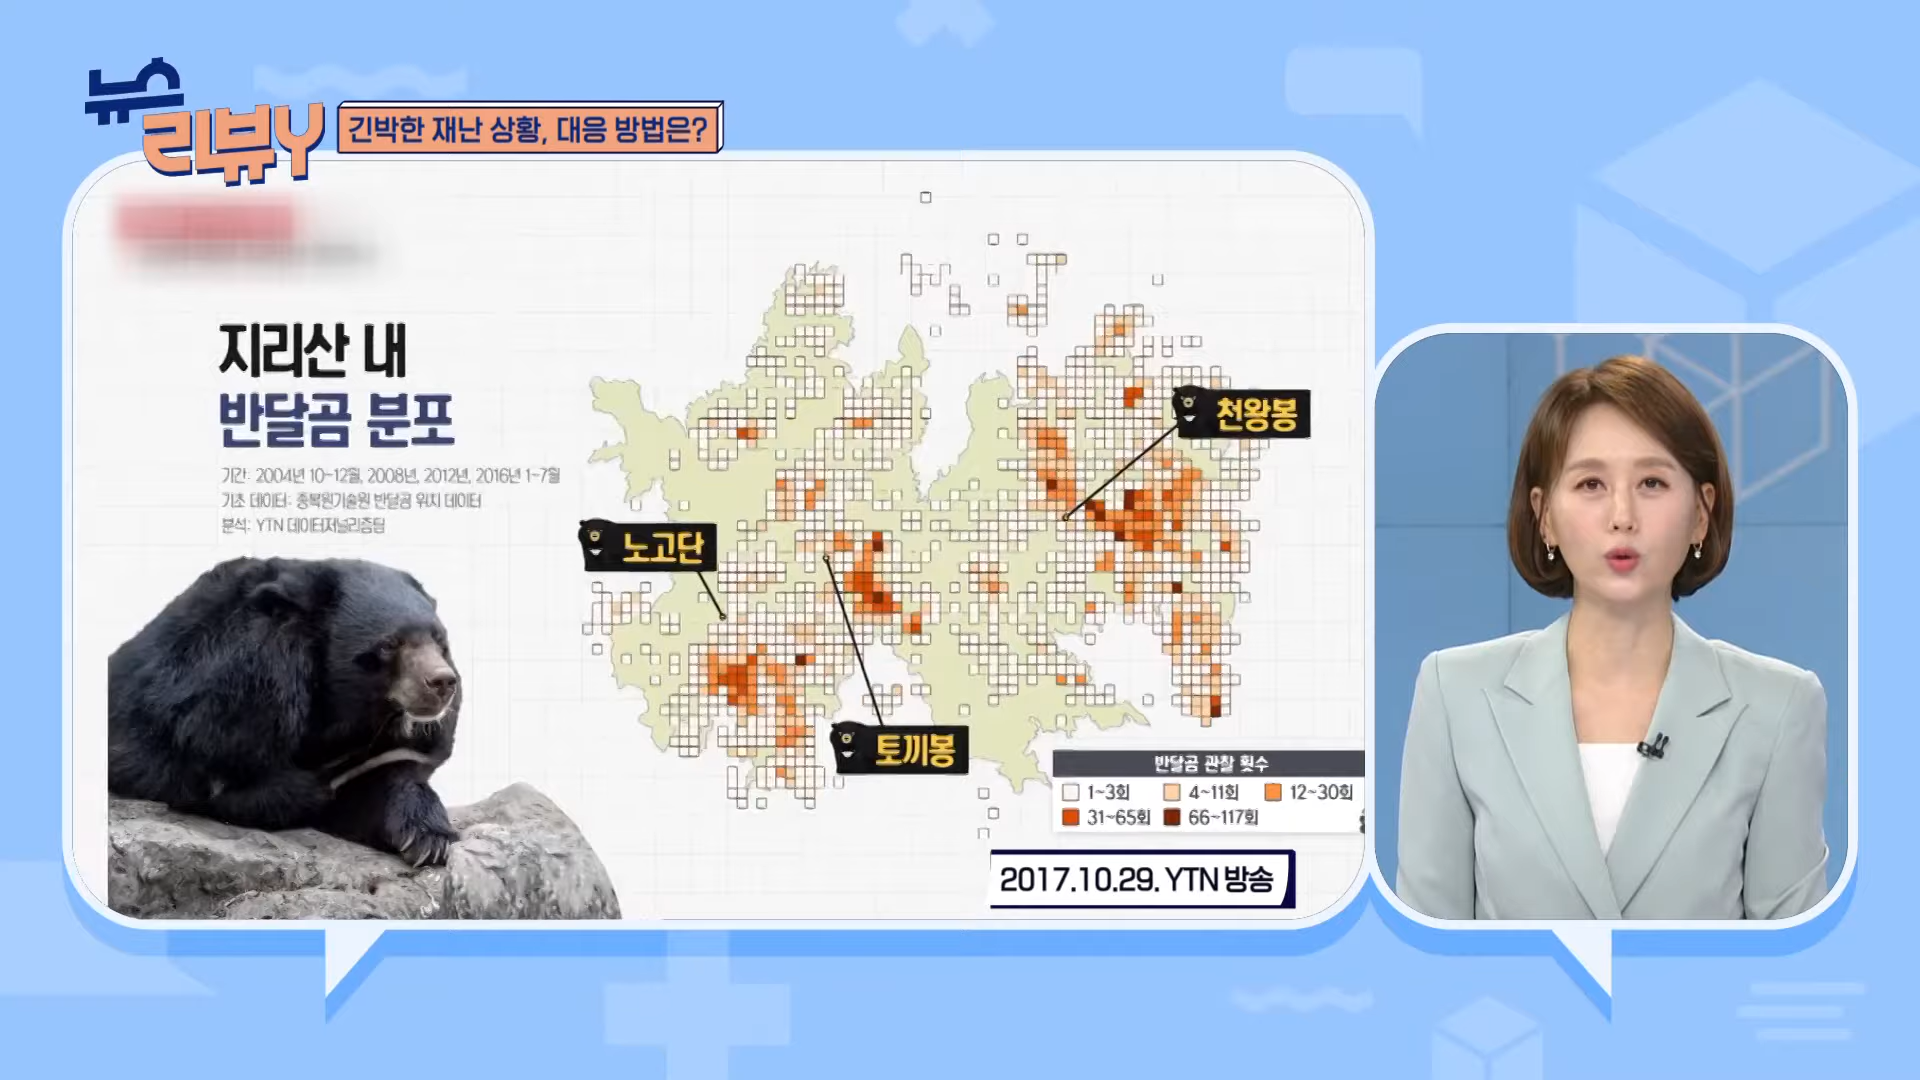 뉴스
리뷰Y
긴박한 재난 상황, 대응 방법은?
지리산 내
반달곰 분포
기간: 2004년 10~12월, 2008년, 2012년, 2016년 1~7월
기초 데이터: 종복원기술원 반달곰 위치 데이터
분석: YTN 데이터저널리즘팀
천왕봉
노고단
토끼봉
반달곰 관찰 횟수
1~3회
4~11회
12~30회
31~65회
66~117회
2017.10.29. YTN 방송